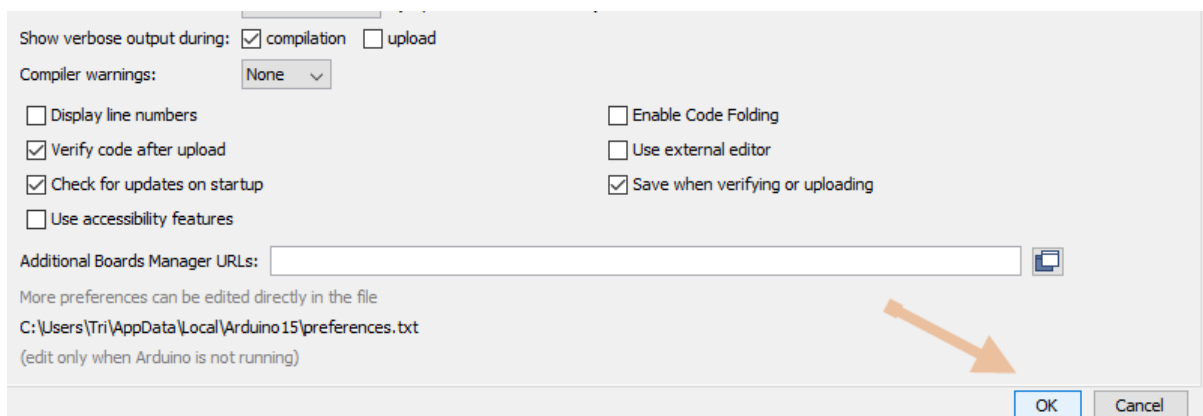 Show verbose output during: compilation upload
Compiler warnings: None
Display line numbers Enable Code Folding
Verify code after upload Use external editor
Check for updates on startup Save when verifying or uploading
Use accessibility features
Additional Boards Manager URLs:
More preferences can be edited directly in the file
C:\Users\Tri\AppData\Local\Arduino15\preferences.txt
(edit only when Arduino is not running)
OK Cancel